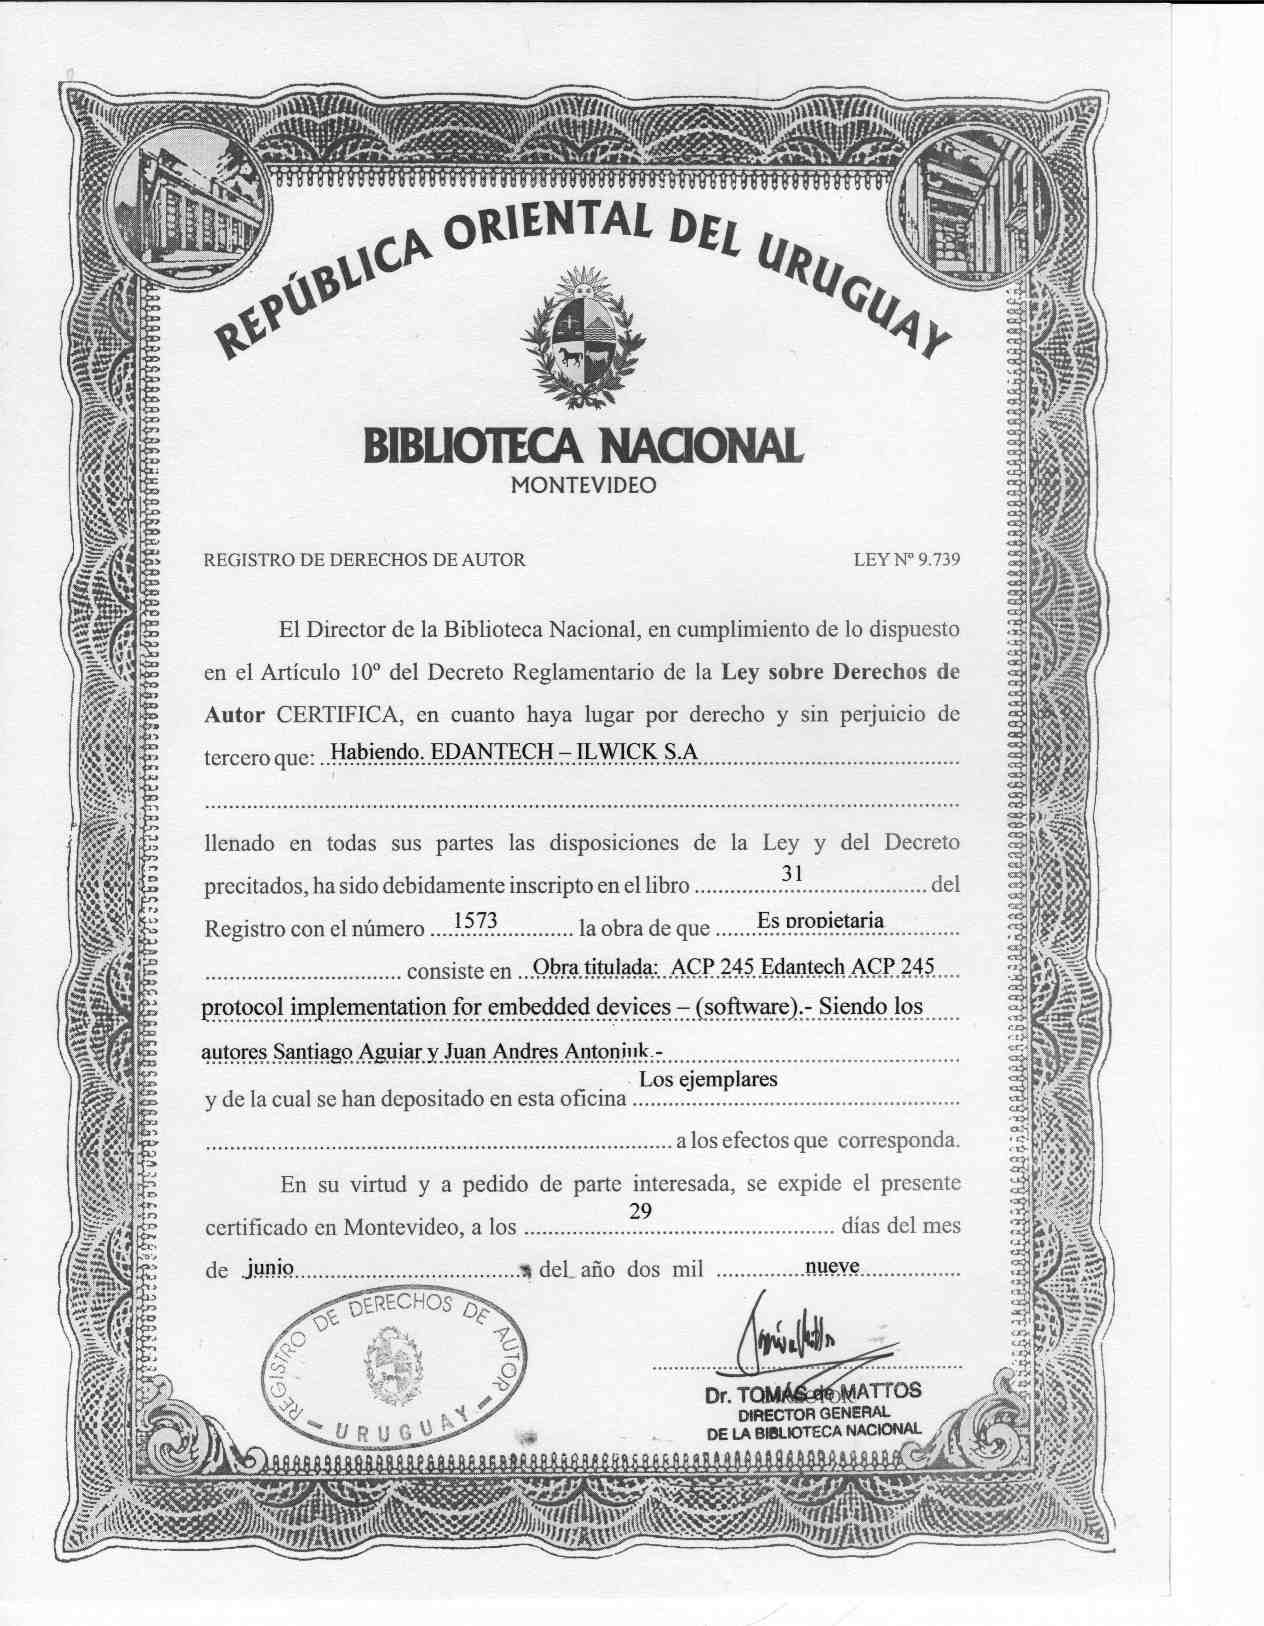 REPÚBLICA ORIENTAL DEL URUGUAY
BIBLIOTECA NACIONAL
MONTEVIDEO
REGISTRO DE DERECHOS DE AUTOR LEY Nº 9.739
El Director de la Biblioteca Nacional, en cumplimiento de lo dispuesto
en el Artículo 10º del Decreto Reglamentario de la Ley sobre Derechos de
Autor CERTIFICA, en cuanto haya lugar por derecho y sin perjuicio de
tercero que: Habiendo. EDANTECH – ILWICK S.A
llenado en todas sus partes las disposiciones de la Ley y del Decreto
precitados, ha sido debidamente inscripto en el libro 31 del
Registro con el número 1573 la obra de que Es propietaria
consiste en Obra titulada: ACP 245 Edantech ACP 245
protocol implementation for embedded devices – (software).- Siendo los
autores Santiago Aguiar y Juan Andres Antoniuk.-
y de la cual se han depositado en esta oficina Los ejemplares
a los efectos que corresponda.
En su virtud y a pedido de parte interesada, se expide el presente
certificado en Montevideo, a los 29 días del mes
de junio del año dos mil nueve
REGISTRO DE DERECHOS DE AUTOR
– URUGUAY –
Dr. TOMÁS de MATTOS
DIRECTOR GENERAL
DE LA BIBLIOTECA NACIONAL